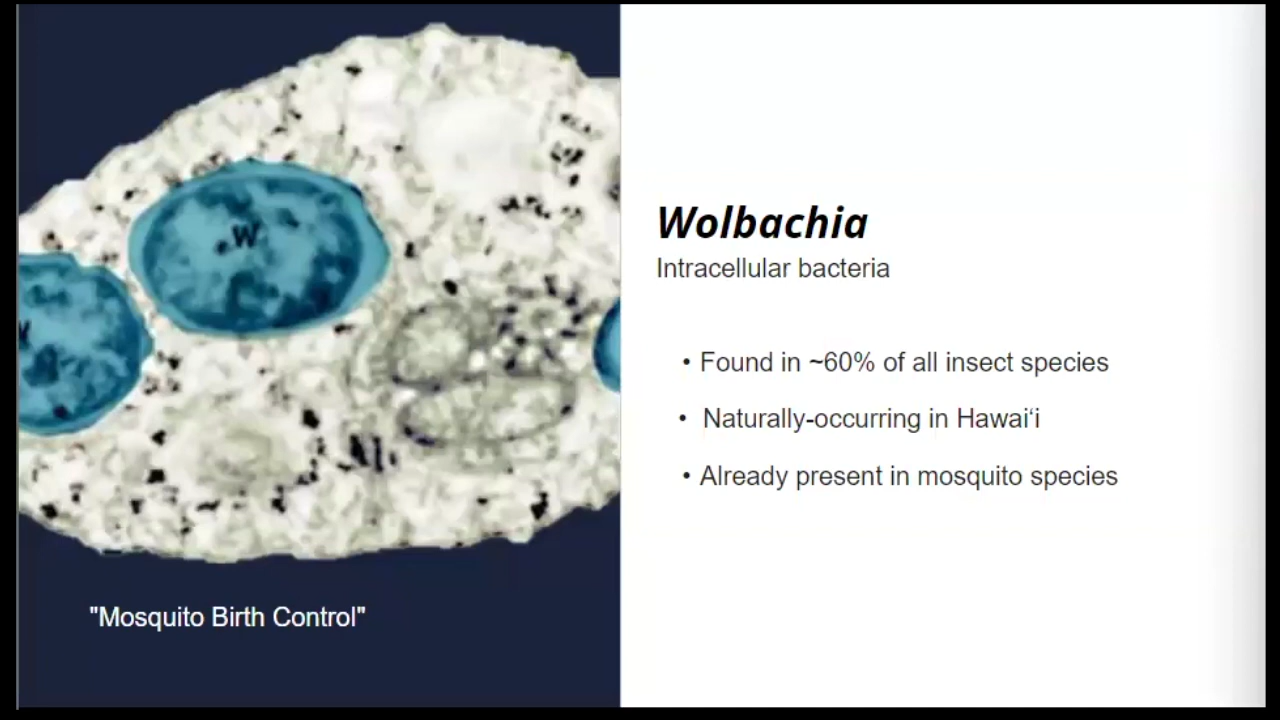 W
"Mosquito Birth Control"
Wolbachia
Intracellular bacteria
• Found in ~60% of all insect species
• Naturally-occurring in Hawaiʻi
• Already present in mosquito species